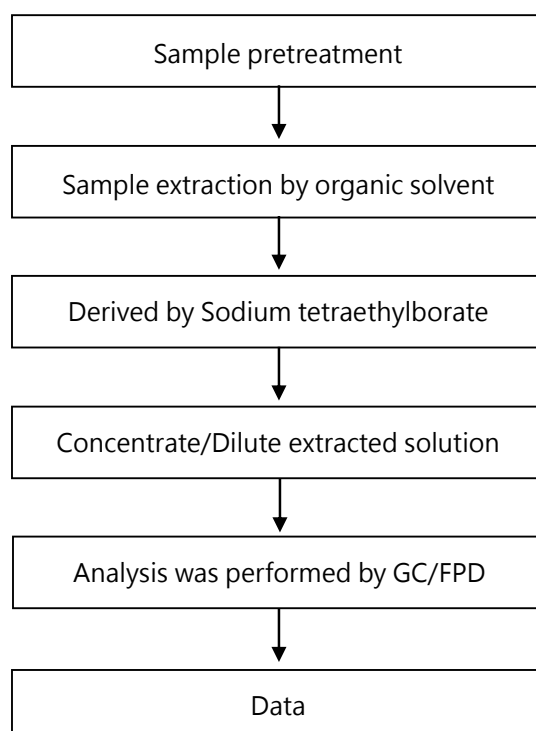 Sample pretreatment
Sample extraction by organic solvent
Derived by Sodium tetraethylborate
Concentrate/Dilute extracted solution
Analysis was performed by GC/FPD
Data